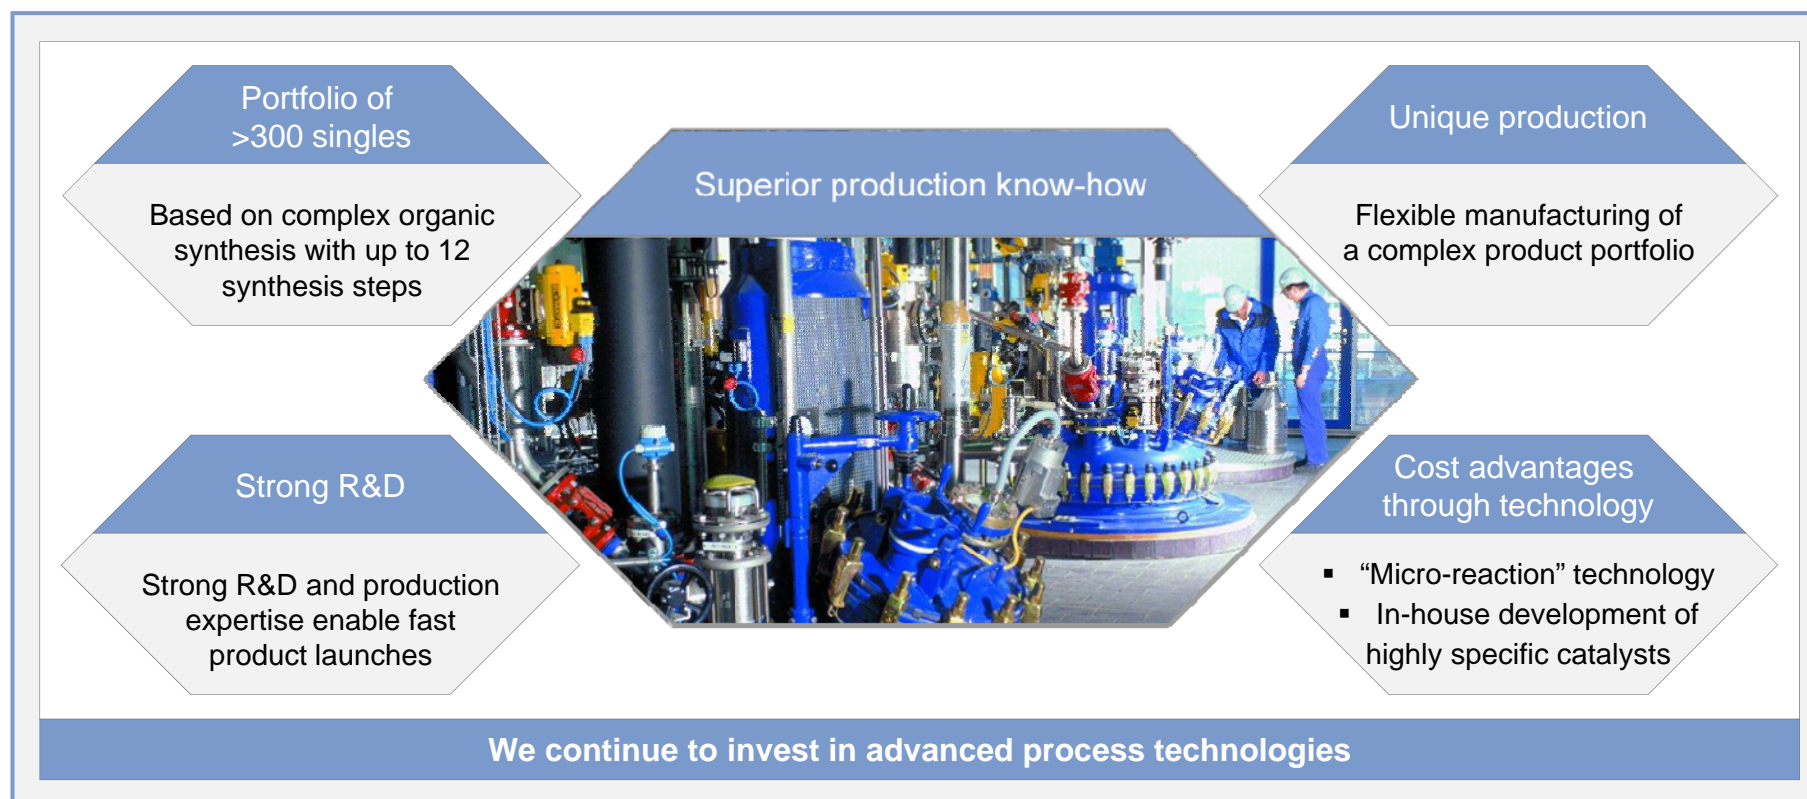 Portfolio of
>300 singles
Based on complex organic
synthesis with up to 12
synthesis steps
Superior production know-how
Unique production
Flexible manufacturing of
a complex product portfolio
Strong R&D
Strong R&D and production
expertise enable fast
product launches
Cost advantages
through technology
▪ “Micro-reaction” technology
▪ In-house development of
highly specific catalysts
We continue to invest in advanced process technologies